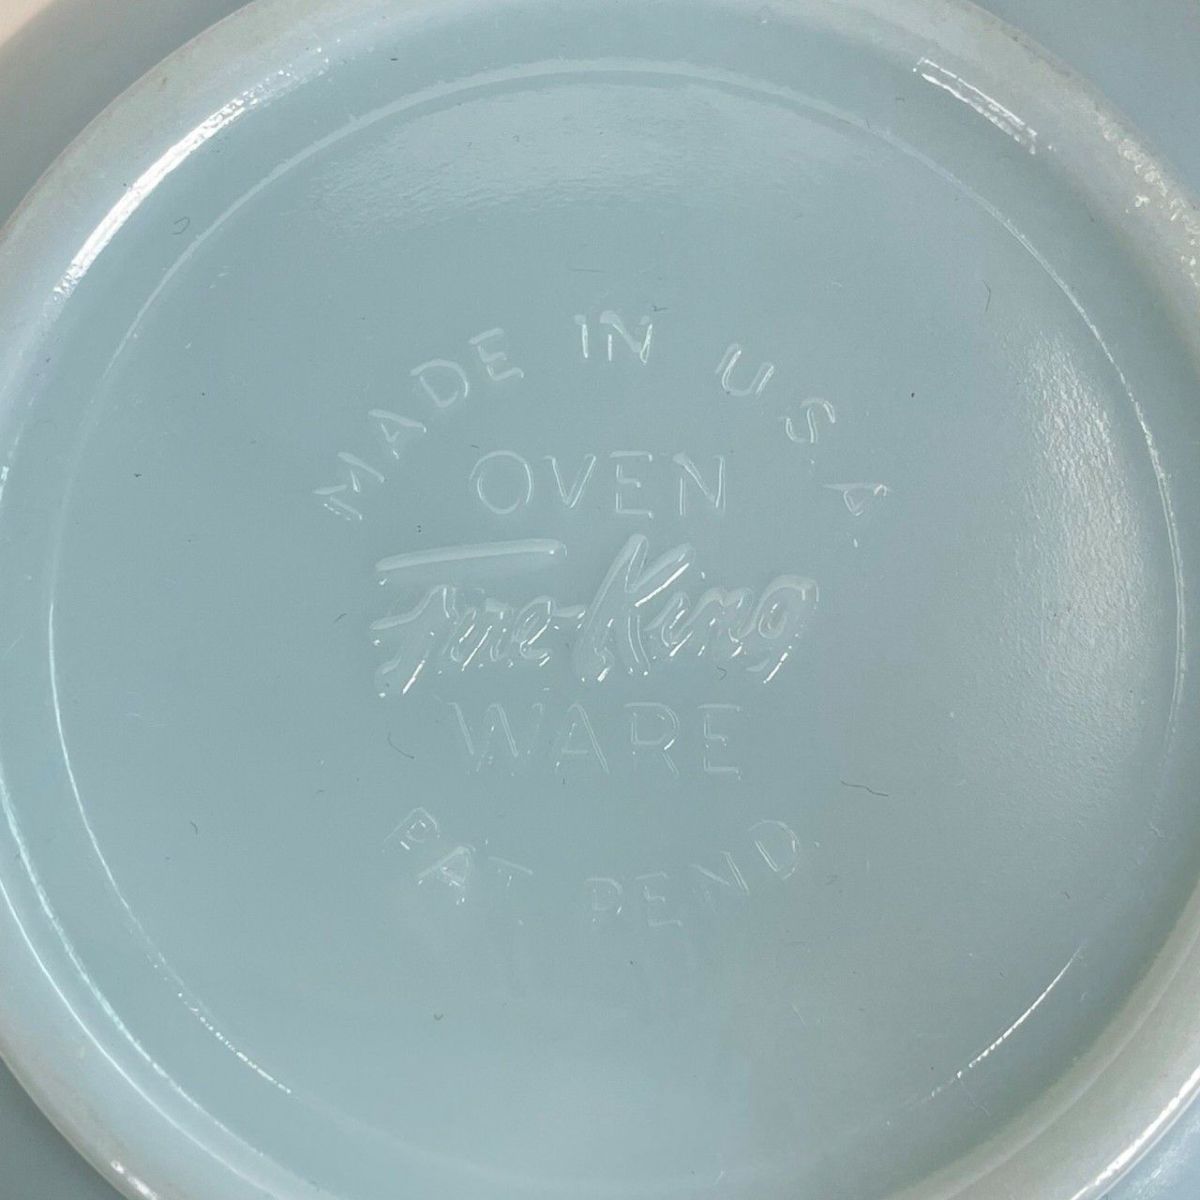 MADE IN U S A
OVEN
Fire-King
WARE
PAT. PEND.